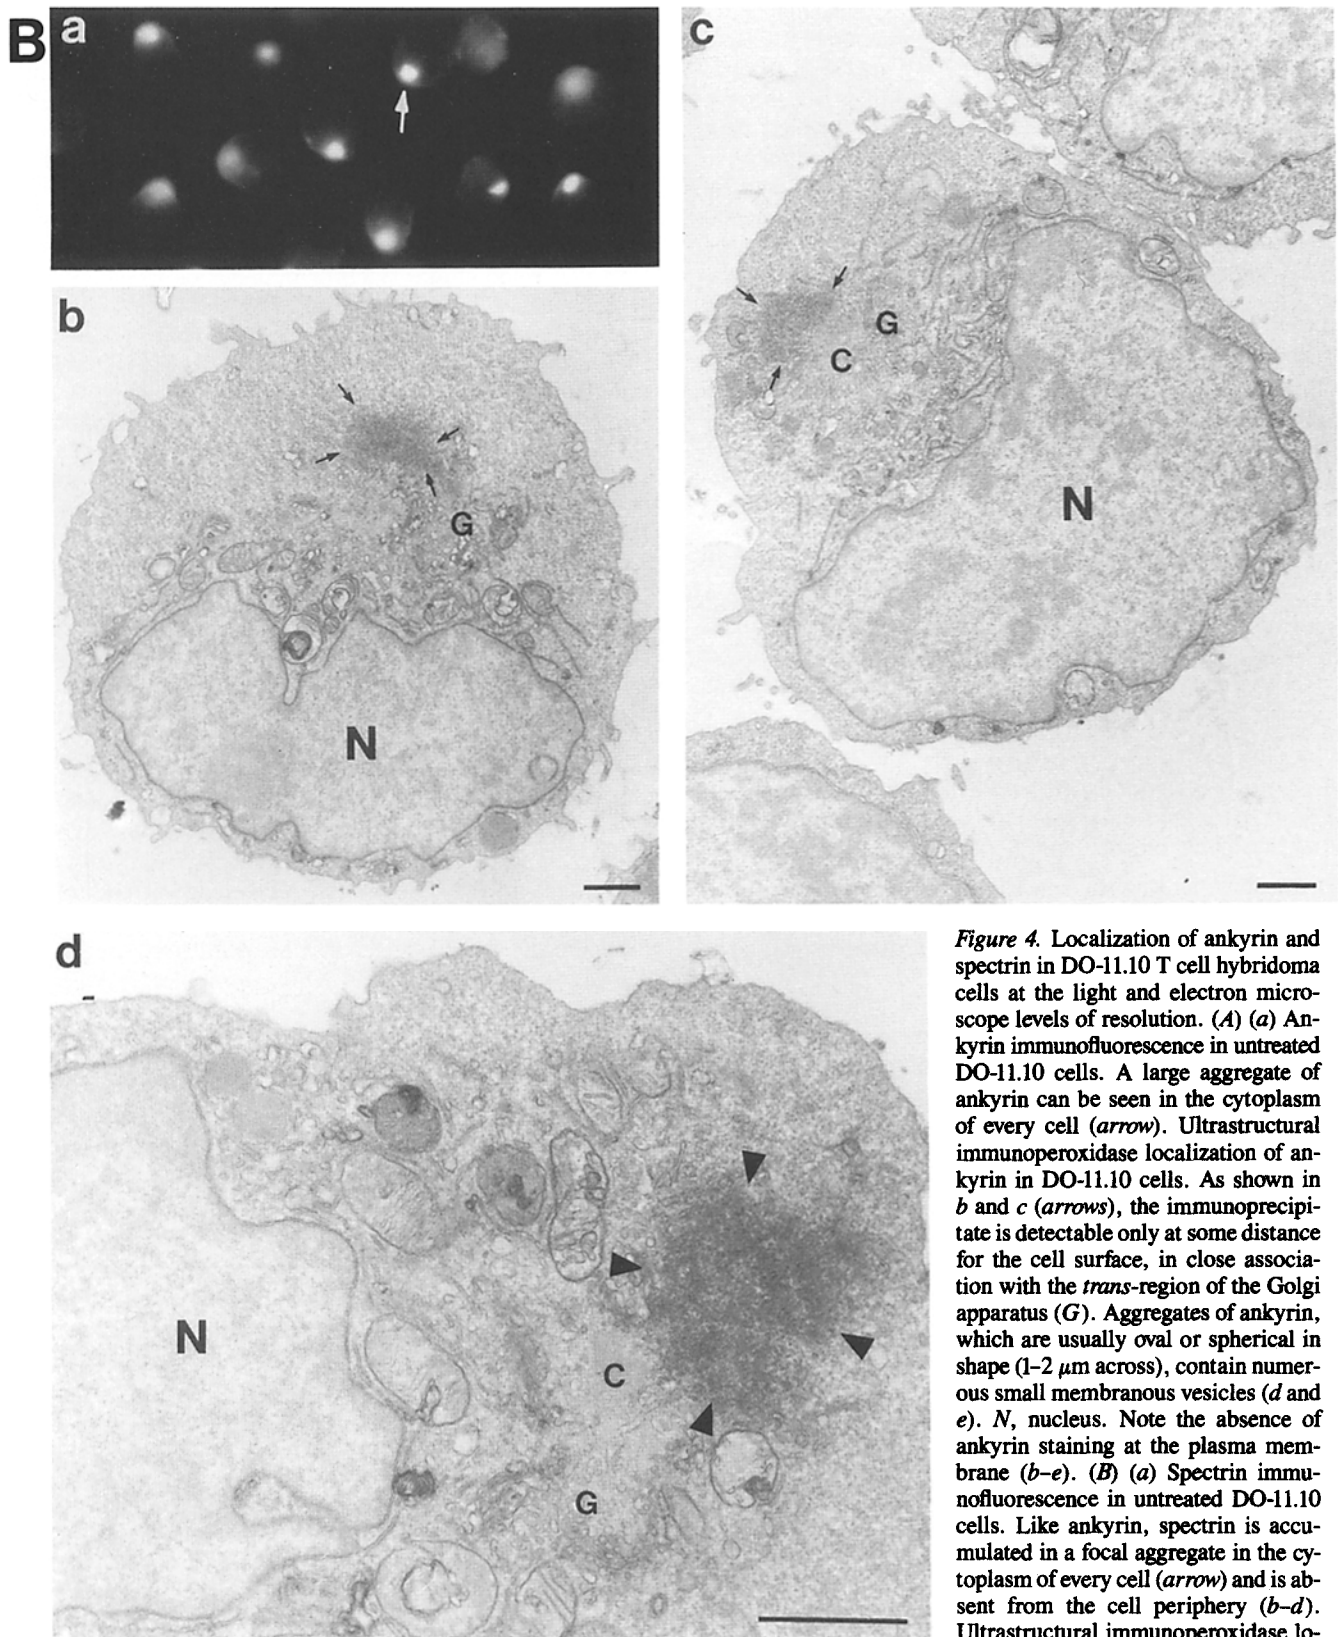 B
a
c
b
G
C
G
N
N
d
N
C
G
Figure 4. Localization of ankyrin and
spectrin in DO-11.10 T cell hybridoma
cells at the light and electron micro-
scope levels of resolution. (A) (a) An-
kyrin immunofluorescence in untreated
DO-11.10 cells. A large aggregate of
ankyrin can be seen in the cytoplasm
of every cell (arrow). Ultrastructural
immunoperoxidase localization of an-
kyrin in DO-11.10 cells. As shown in
b and c (arrows), the immunoprecipi-
tate is detectable only at some distance
for the cell surface, in close associa-
tion with the trans-region of the Golgi
apparatus (G). Aggregates of ankyrin,
which are usually oval or spherical in
shape (1–2 μm across), contain numer-
ous small membranous vesicles (d and
e). N, nucleus. Note the absence of
ankyrin staining at the plasma mem-
brane (b–e). (B) (a) Spectrin immu-
nofluorescence in untreated DO-11.10
cells. Like ankyrin, spectrin is accu-
mulated in a focal aggregate in the cy-
toplasm of every cell (arrow) and is ab-
sent from the cell periphery (b–d).
Ultrastructural immunoperoxidase lo-